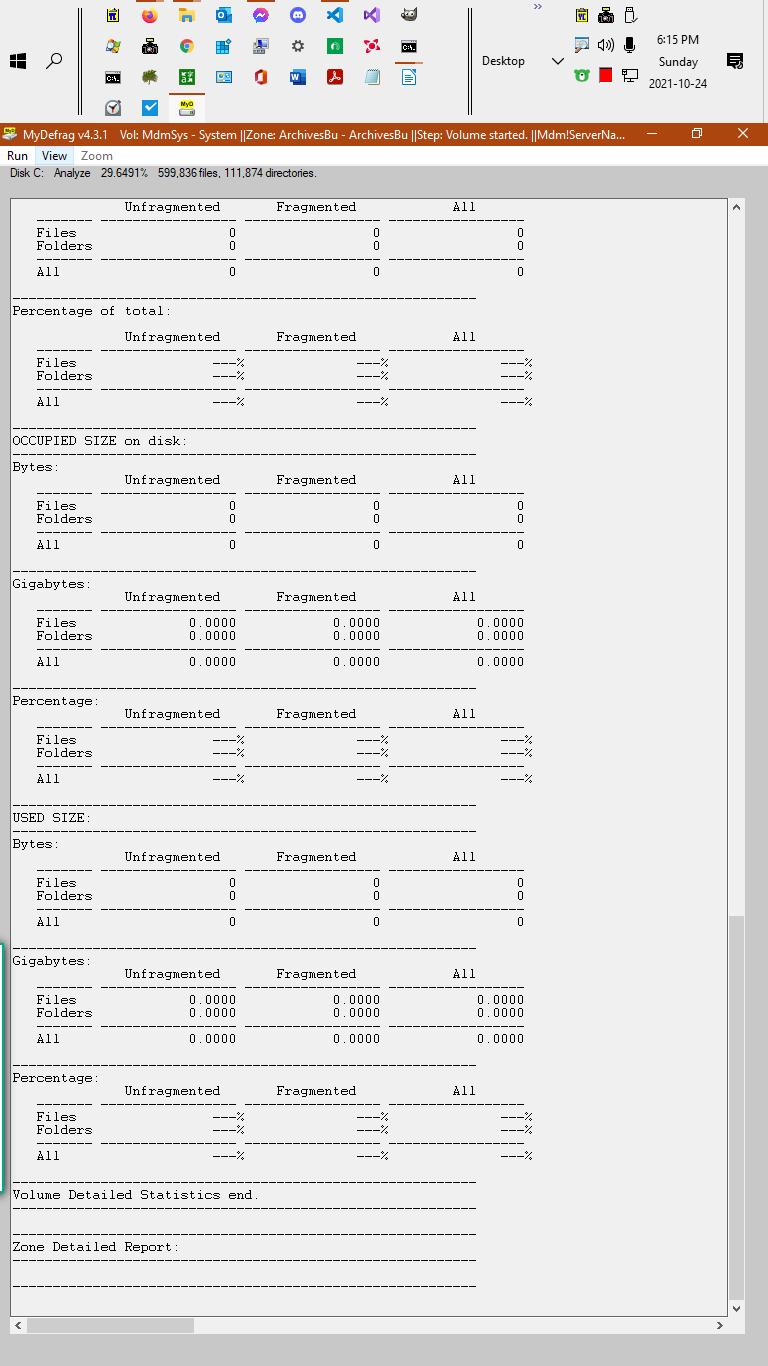 6:15 PM
Desktop
Sunday
2021-10-24
MyDefrag v4.3.1 Vol: MdmSys - System ||Zone: ArchivesBu - ArchivesBu ||Step: Volume started. ||Mdm!ServerNa...
Run View Zoom
Disk C: Analyze 29.6491% 599,836 files, 111,874 directories.
Unfragmented Fragmented All
Files 0 0 0
Folders 0 0 0
All 0 0 0
Percentage of total:
Unfragmented Fragmented All
Files ---% ---% ---%
Folders ---% ---% ---%
All ---% ---% ---%
OCCUPIED SIZE on disk:
Bytes:
Unfragmented Fragmented All
Files 0 0 0
Folders 0 0 0
All 0 0 0
Gigabytes:
Unfragmented Fragmented All
Files 0.0000 0.0000 0.0000
Folders 0.0000 0.0000 0.0000
All 0.0000 0.0000 0.0000
Percentage:
Unfragmented Fragmented All
Files ---% ---% ---%
Folders ---% ---% ---%
All ---% ---% ---%
USED SIZE:
Bytes:
Unfragmented Fragmented All
Files 0 0 0
Folders 0 0 0
All 0 0 0
Gigabytes:
Unfragmented Fragmented All
Files 0.0000 0.0000 0.0000
Folders 0.0000 0.0000 0.0000
All 0.0000 0.0000 0.0000
Percentage:
Unfragmented Fragmented All
Files ---% ---% ---%
Folders ---% ---% ---%
All ---% ---% ---%
Volume Detailed Statistics end.
Zone Detailed Report: